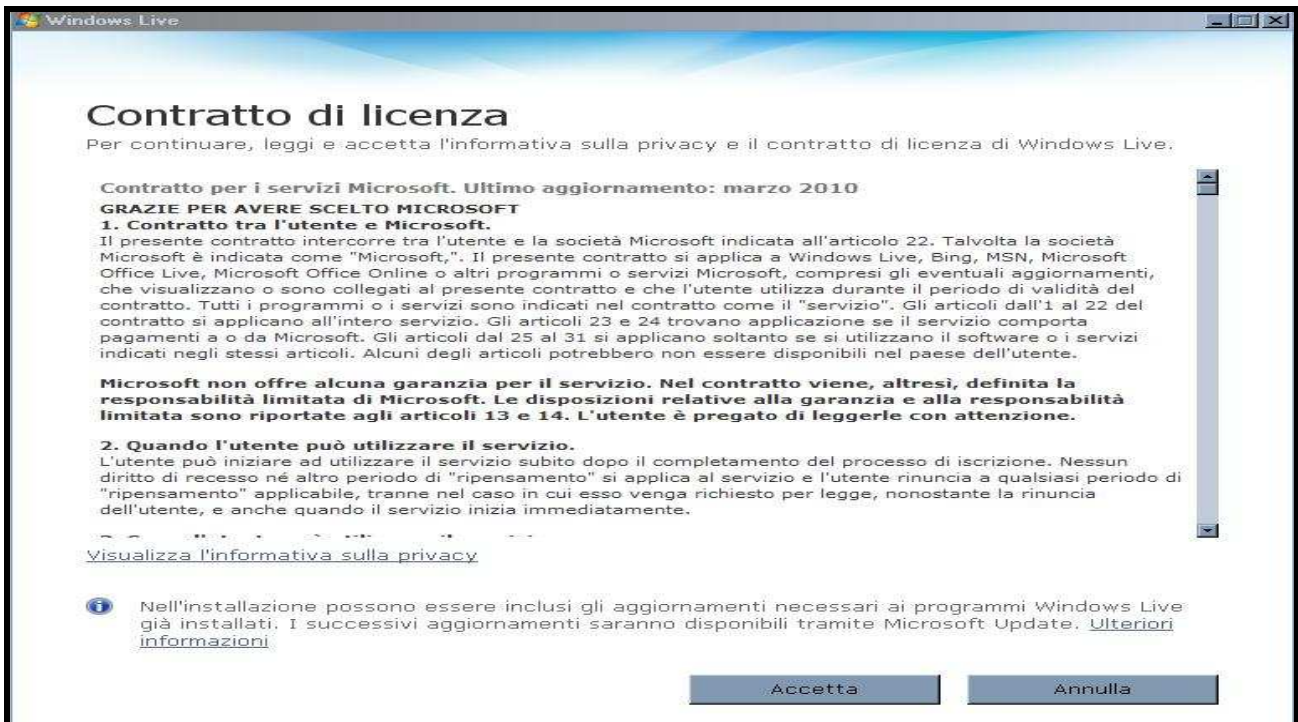 Windows Live
Contratto di licenza
Per continuare, leggi e accetta l'informativa sulla privacy e il contratto di licenza di Windows Live.
Contratto per i servizi Microsoft. Ultimo aggiornamento: marzo 2010
GRAZIE PER AVERE SCELTO MICROSOFT
1. Contratto tra l'utente e Microsoft.
Il presente contratto intercorre tra l'utente e la società Microsoft indicata all'articolo 22. Talvolta la società
Microsoft è indicata come "Microsoft,". Il presente contratto si applica a Windows Live, Bing, MSN, Microsoft
Office Live, Microsoft Office Online o altri programmi o servizi Microsoft, compresi gli eventuali aggiornamenti,
che visualizzano o sono collegati al presente contratto e che l'utente utilizza durante il periodo di validità del
contratto. Tutti i programmi o i servizi sono indicati nel contratto come il "servizio". Gli articoli dall'1 al 22 del
contratto si applicano all'intero servizio. Gli articoli 23 e 24 trovano applicazione se il servizio comporta
pagamenti a o da Microsoft. Gli articoli dal 25 al 31 si applicano soltanto se si utilizzano il software o i servizi
indicati negli stessi articoli. Alcuni degli articoli potrebbero non essere disponibili nel paese dell'utente.
Microsoft non offre alcuna garanzia per il servizio. Nel contratto viene, altresì, definita la
responsabilità limitata di Microsoft. Le disposizioni relative alla garanzia e alla responsabilità
limitata sono riportate agli articoli 13 e 14. L'utente è pregato di leggerle con attenzione.
2. Quando l'utente può utilizzare il servizio.
L'utente può iniziare ad utilizzare il servizio subito dopo il completamento del processo di iscrizione. Nessun
diritto di recesso né altro periodo di "ripensamento" si applica al servizio e l'utente rinuncia a qualsiasi periodo di
"ripensamento" applicabile, tranne nel caso in cui esso venga richiesto per legge, nonostante la rinuncia
dell'utente, e anche quando il servizio inizia immediatamente.
Visualizza l'informativa sulla privacy
Nell'installazione possono essere inclusi gli aggiornamenti necessari ai programmi Windows Live
già installati. I successivi aggiornamenti saranno disponibili tramite Microsoft Update. Ulteriori
informazioni
Accetta
Annulla